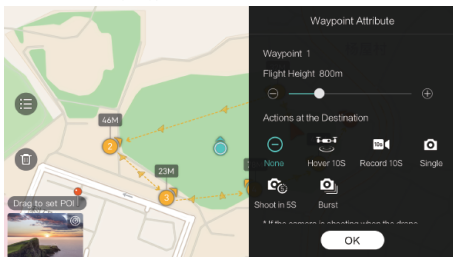 Waypoint Attribute
Waypoint 1
Flight Height 800m
Actions at the Destination
10s
None Hover 10S Record 10S Single
Shoot in 5S Burst
OK
46M
2
23M
3
Drag to set POI